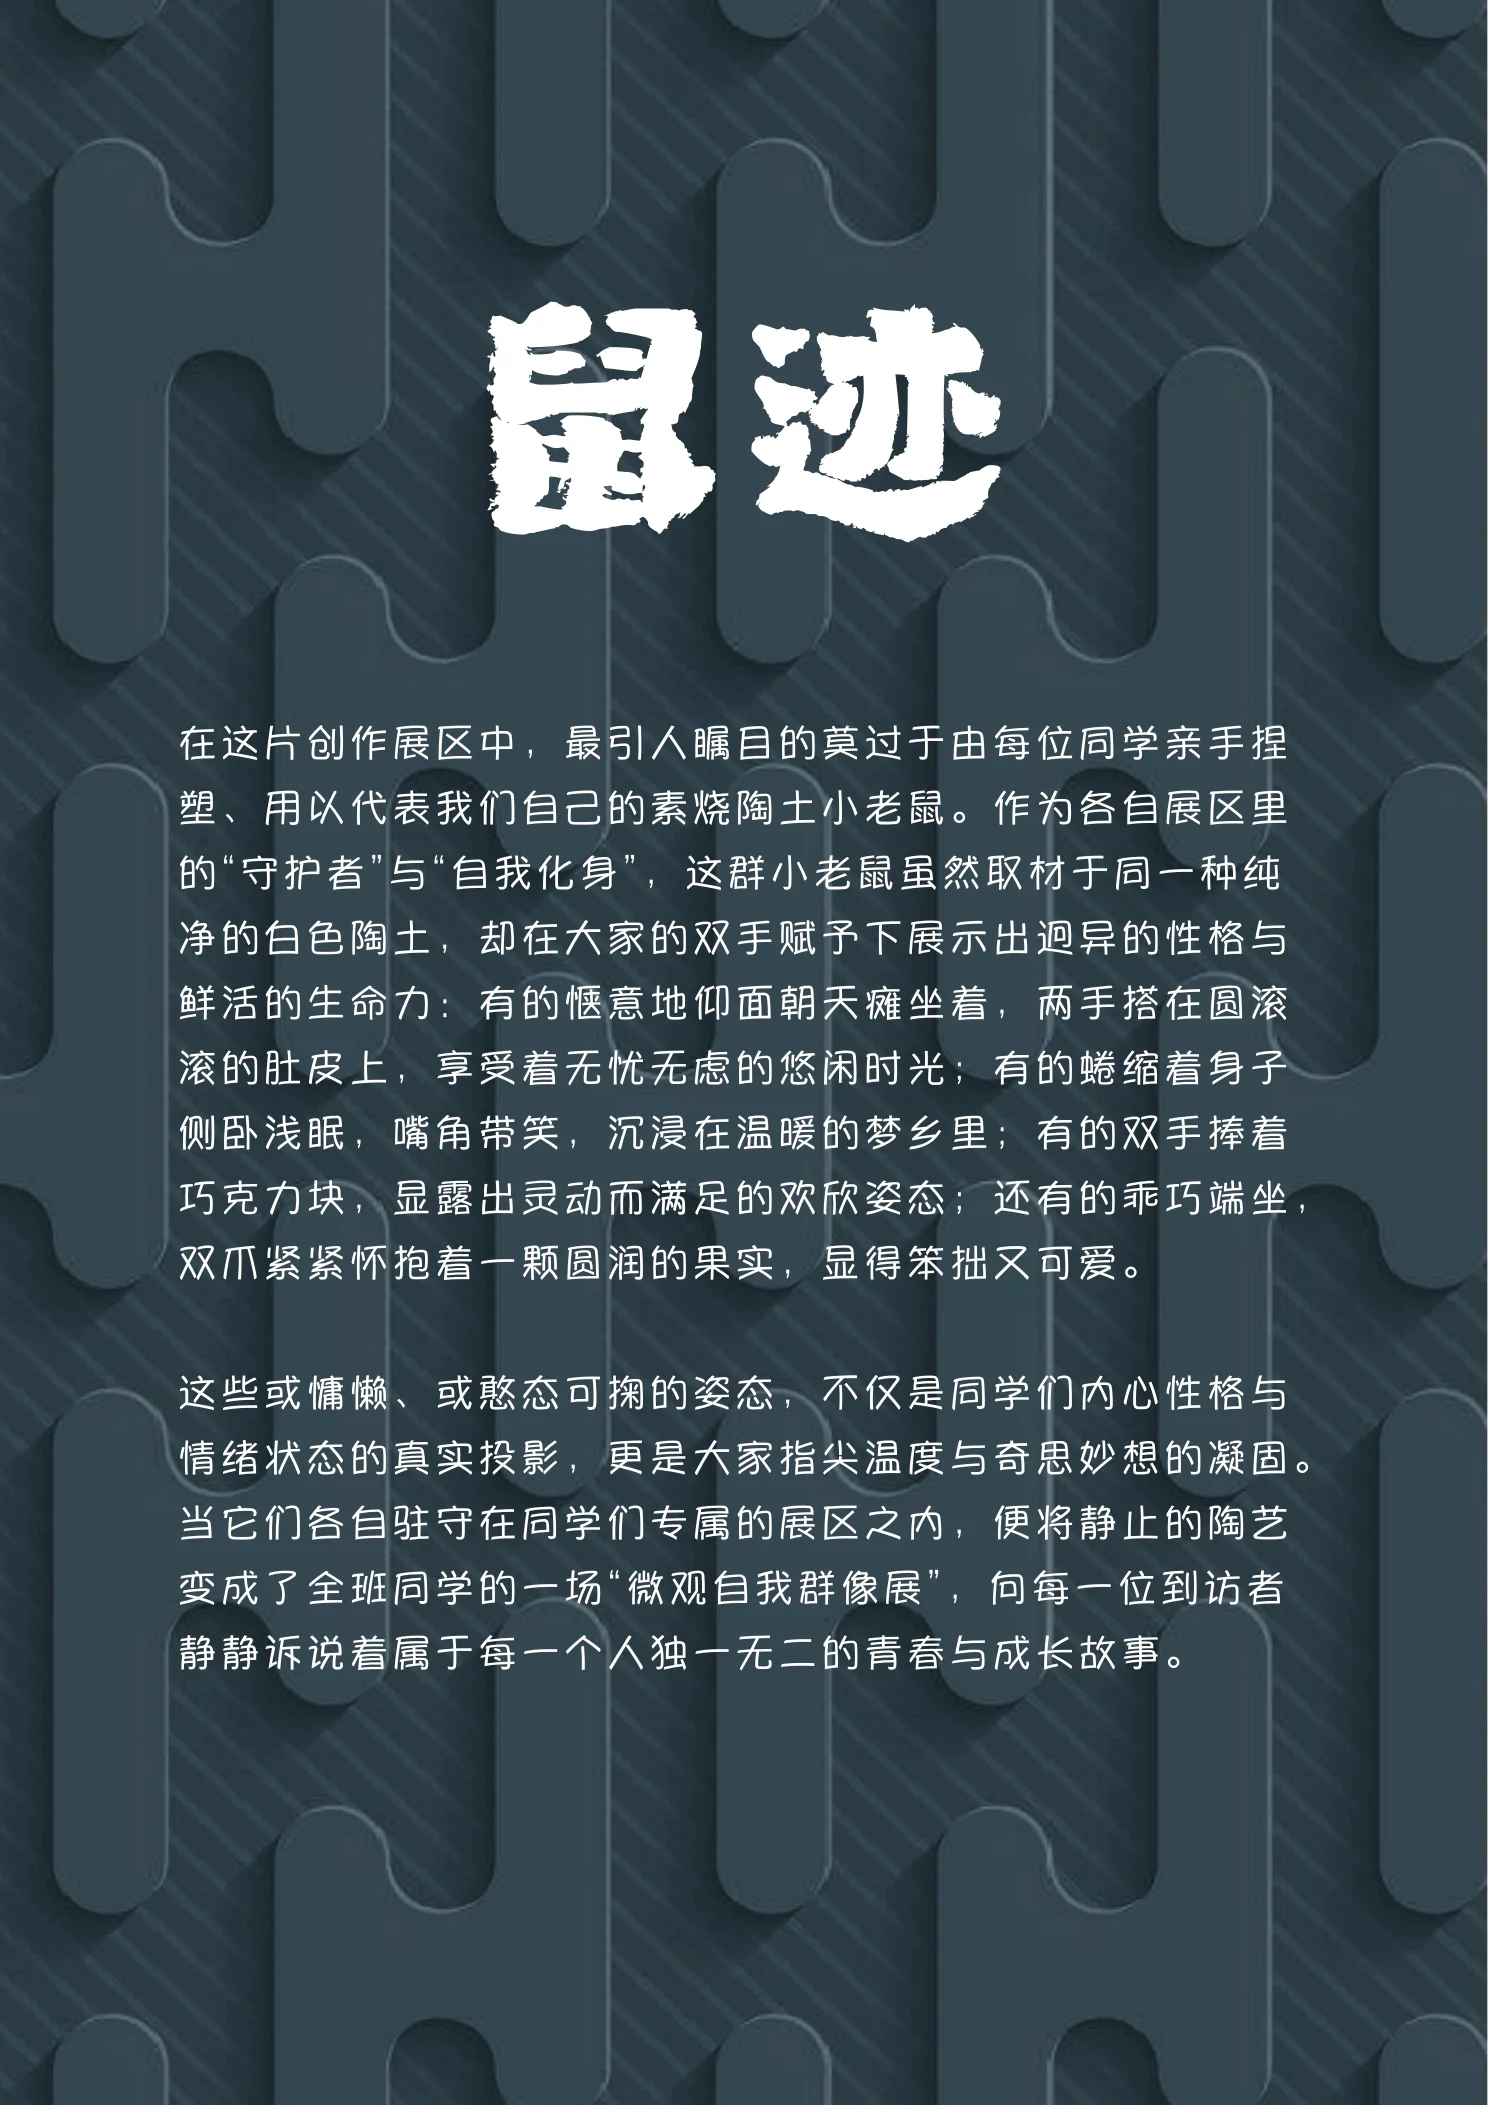 鼠迹
在这片创作展区中，最引人瞩目的莫过于由每位同学亲手捏
塑、用以代表我们自己的素烧陶土小老鼠。作为各自展区里
的“守护者”与“自我化身”，这群小老鼠虽然取材于同一种纯
净的白色陶土，却在大家的双手赋予下展示出迥异的性格与
鲜活的生命力：有的惬意地仰面朝天瘫坐着，两手搭在圆滚
滚的肚皮上，享受着无忧无虑的悠闲时光；有的蜷缩着身子
侧卧浅眠，嘴角带笑，沉浸在温暖的梦乡里；有的双手捧着
巧克力块，显露出灵动而满足的欢欣姿态；还有的乖巧端坐，
双爪紧紧怀抱着一颗圆润的果实，显得笨拙又可爱。
这些或慵懒、或憨态可掬的姿态，不仅是同学们内心性格与
情绪状态的真实投影，更是大家指尖温度与奇思妙想的凝固。
当它们各自驻守在同学们专属的展区之内，便将静止的陶艺
变成了全班同学的一场“微观自我群像展”，向每一位到访者
静静诉说着属于每一个人独一无二的青春与成长故事。